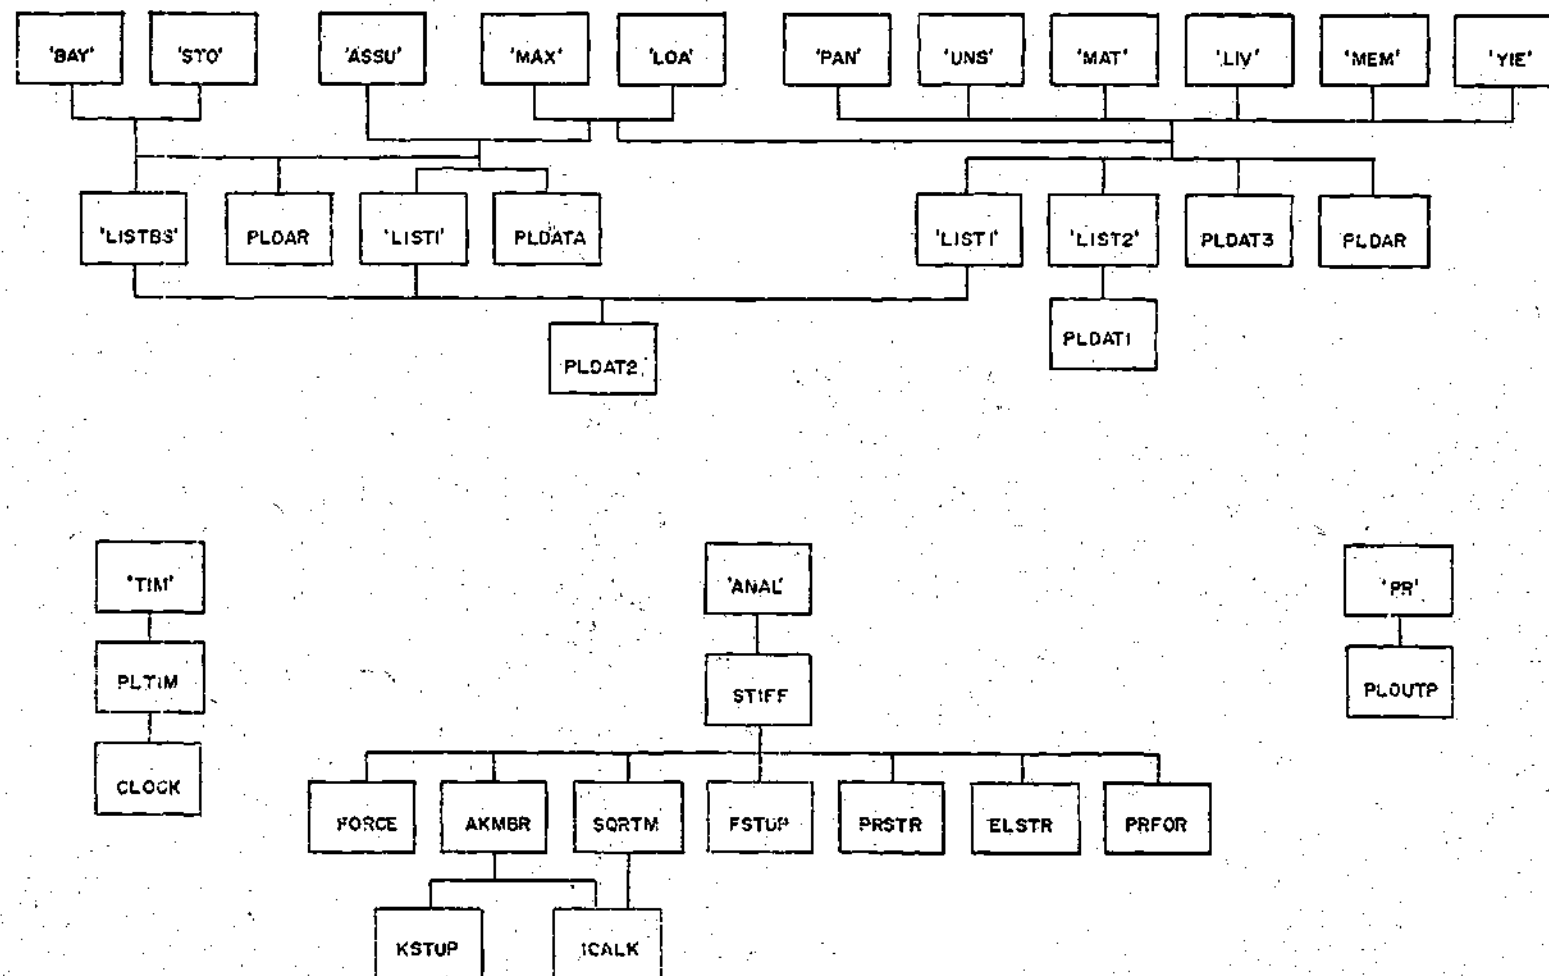 'BAY' 'STO' 'ASSU' 'MAX' 'LOA' 'PAN' 'UNS' 'MAT' 'LIV' 'MEM' 'YIE'
'LISTBS' PLDAR 'LIST1' PLDATA 'LIST1' 'LIST2' PLDAT3 PLDAR
PLDAT2 PLDAT1
'TIM' 'ANAL' 'PR'
PLTIM STIFF PLOUTP
CLOCK FORCE AKMBR SQRTM FSTUP PRSTR ELSTR PRFOR
KSTUP ICALK